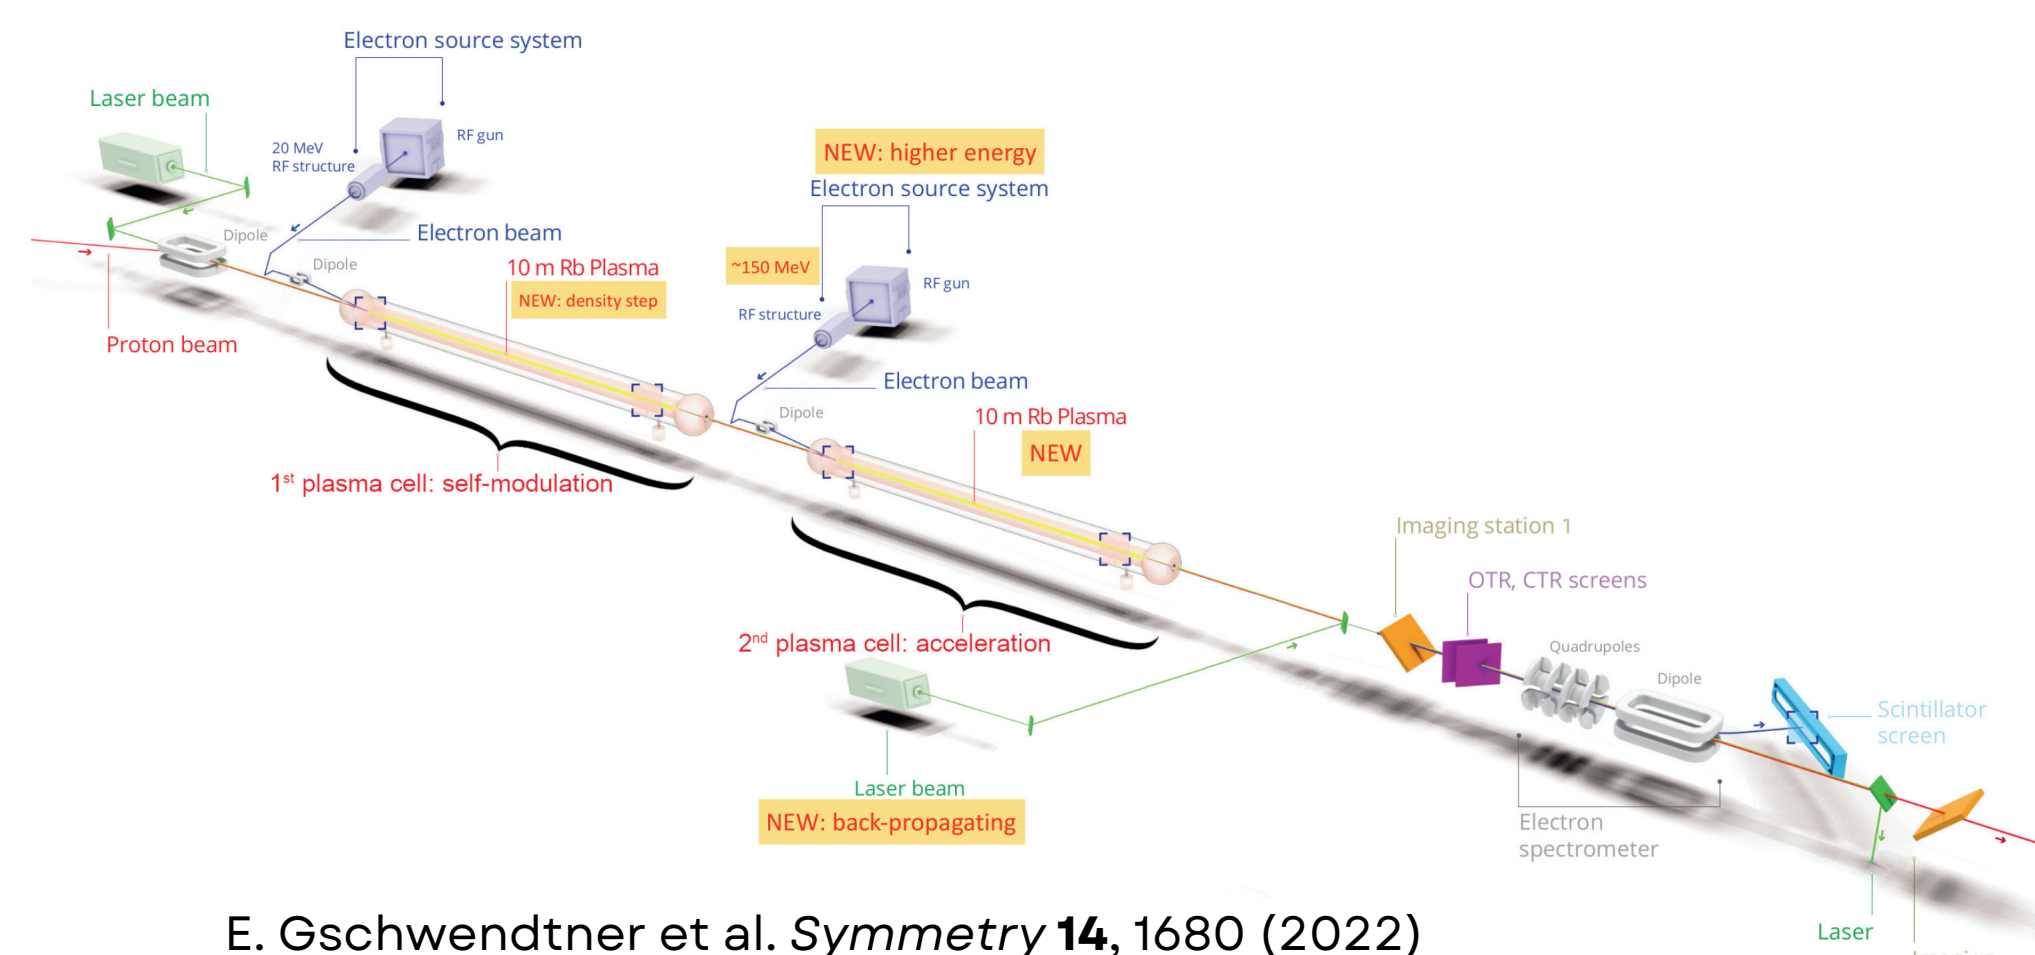 Electron source system
Laser beam
RF gun
20 MeV
RF structure
NEW: higher energy
Electron source system
Dipole
Electron beam
Dipole
10 m Rb Plasma
NEW: density step
~150 MeV
RF gun
RF structure
Proton beam
Electron beam
Dipole
10 m Rb Plasma
NEW
1st plasma cell: self-modulation
Imaging station 1
OTR, CTR screens
2nd plasma cell: acceleration
Quadrupoles
Dipole
Scintillator
screen
Laser beam
NEW: back-propagating
Electron
spectrometer
E. Gschwendtner et al. Symmetry 14, 1680 (2022)
Laser